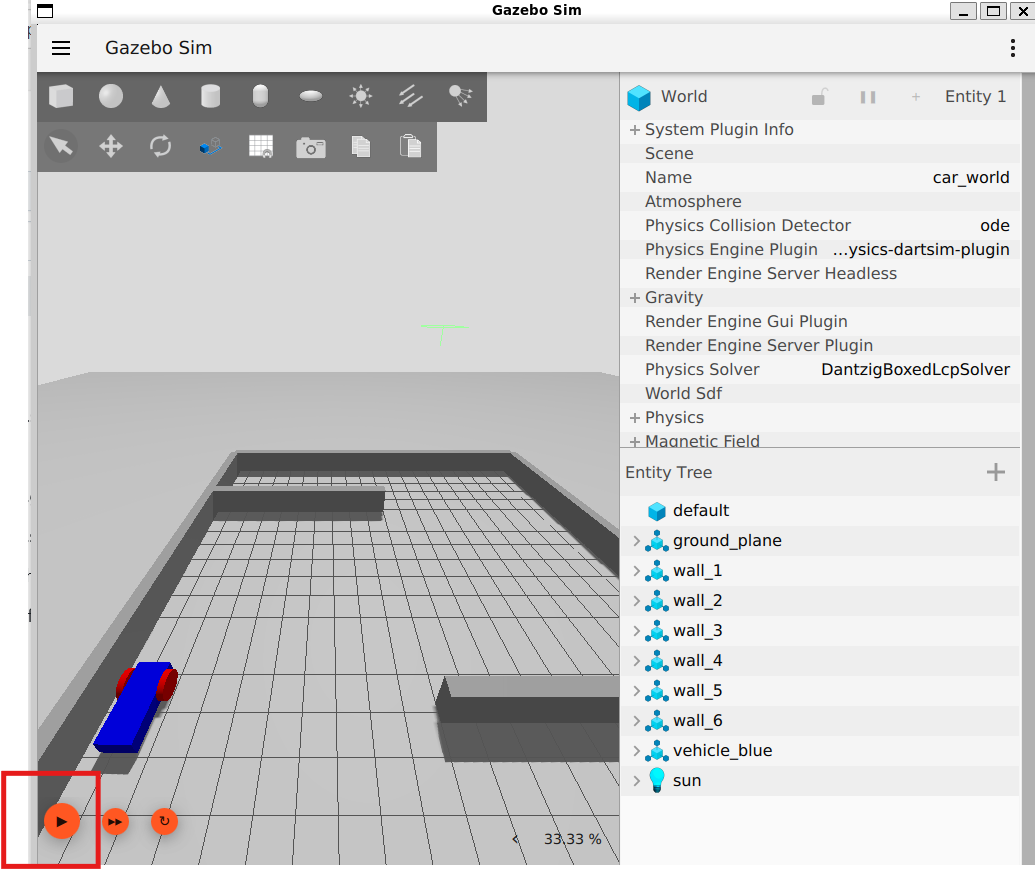 Gazebo Sim
Gazebo Sim
World
Entity 1
System Plugin Info
Scene
Name car_world
Atmosphere
Physics Collision Detector ode
Physics Engine Plugin ...ysics-dartsim-plugin
Render Engine Server Headless
Gravity
Render Engine Gui Plugin
Render Engine Server Plugin
Physics Solver DantzigBoxedLcpSolver
World Sdf
Physics
Magnetic Field
Entity Tree
default
ground_plane
wall_1
wall_2
wall_3
wall_4
wall_5
wall_6
vehicle_blue
sun
33.33 %